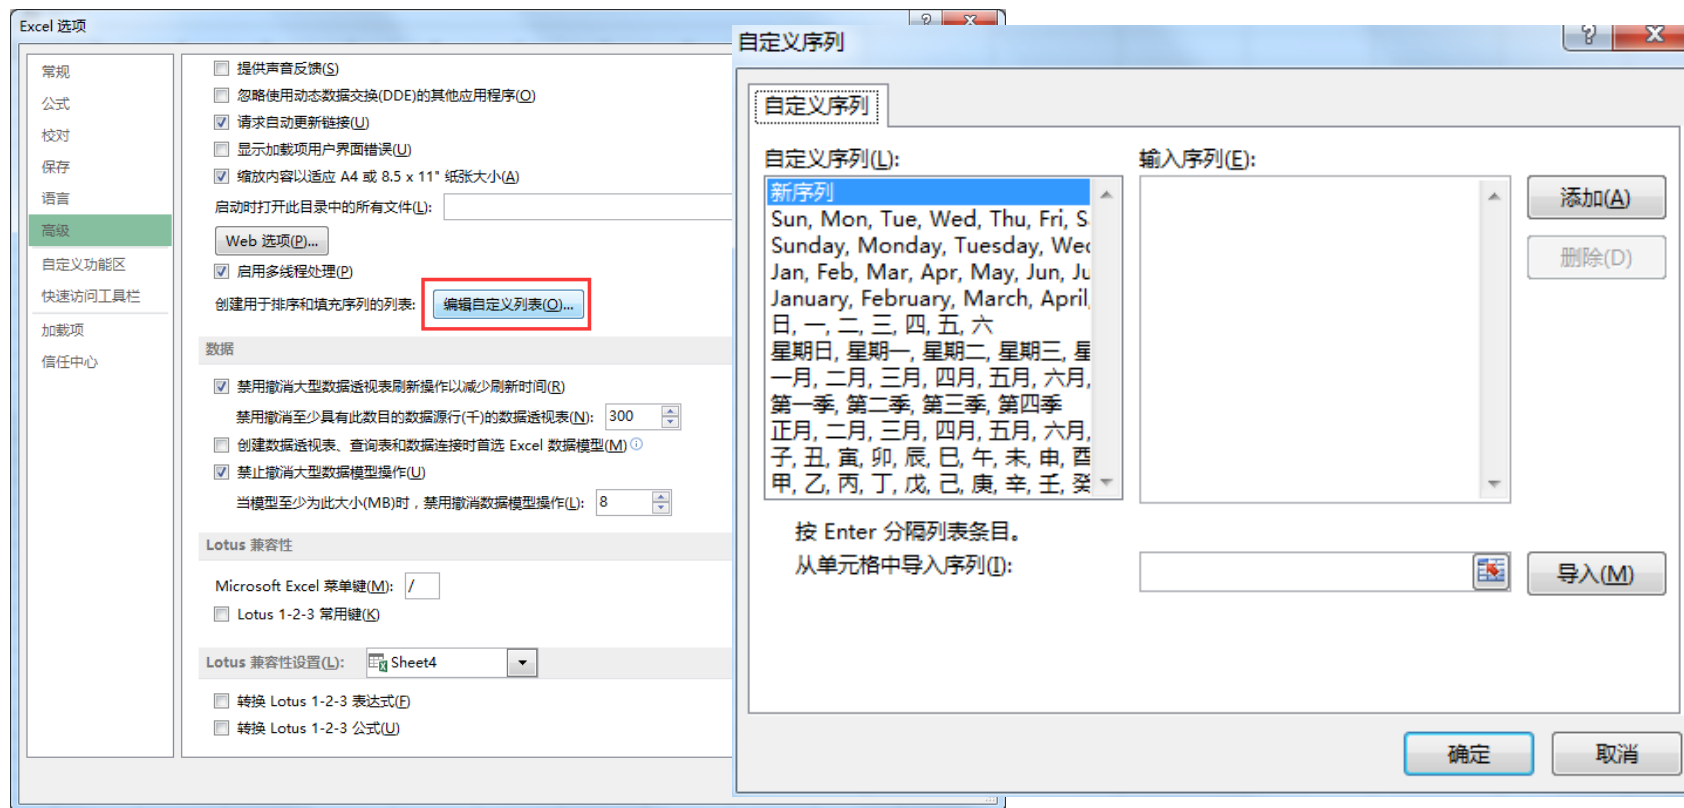 Excel 选项
常规
公式
校对
保存
语言
高级
自定义功能区
快速访问工具栏
加载项
信任中心
提供声音反馈(S)
忽略使用动态数据交换(DDE)的其他应用程序(O)
请求自动更新链接(U)
显示加载项用户界面错误(U)
缩放内容以适应 A4 或 8.5 x 11" 纸张大小(A)
启动时打开此目录中的所有文件(L):
Web 选项(P)...
启用多线程处理(P)
创建用于排序和填充序列的列表: 编辑自定义列表(O)...
数据
禁用撤消大型数据透视表刷新操作以减少刷新时间(R)
禁用撤消至少具有此数目的数据源行(千)的数据透视表(N): 300
创建数据透视表、查询表和数据连接时首选 Excel 数据模型(M)
禁止撤消大型数据模型操作(U)
当模型至少为此大小(MB)时，禁用撤消数据模型操作(L): 8
Lotus 兼容性
Microsoft Excel 菜单键(M): /
Lotus 1-2-3 常用键(K)
Lotus 兼容性设置(L): Sheet4
转换 Lotus 1-2-3 表达式(F)
转换 Lotus 1-2-3 公式(U)
自定义序列
自定义序列
自定义序列(L):
新序列
Sun, Mon, Tue, Wed, Thu, Fri, S
Sunday, Monday, Tuesday, Wed
Jan, Feb, Mar, Apr, May, Jun, Ju
January, February, March, April,
日, 一, 二, 三, 四, 五, 六
星期日, 星期一, 星期二, 星期三, 星
一月, 二月, 三月, 四月, 五月, 六月,
第一季, 第二季, 第三季, 第四季
正月, 二月, 三月, 四月, 五月, 六月,
子, 丑, 寅, 卯, 辰, 巳, 午, 未, 申, 酉
甲, 乙, 丙, 丁, 戊, 己, 庚, 辛, 壬, 癸
输入序列(E):
添加(A)
删除(D)
按 Enter 分隔列表条目。
从单元格中导入序列(I):
导入(M)
确定
取消